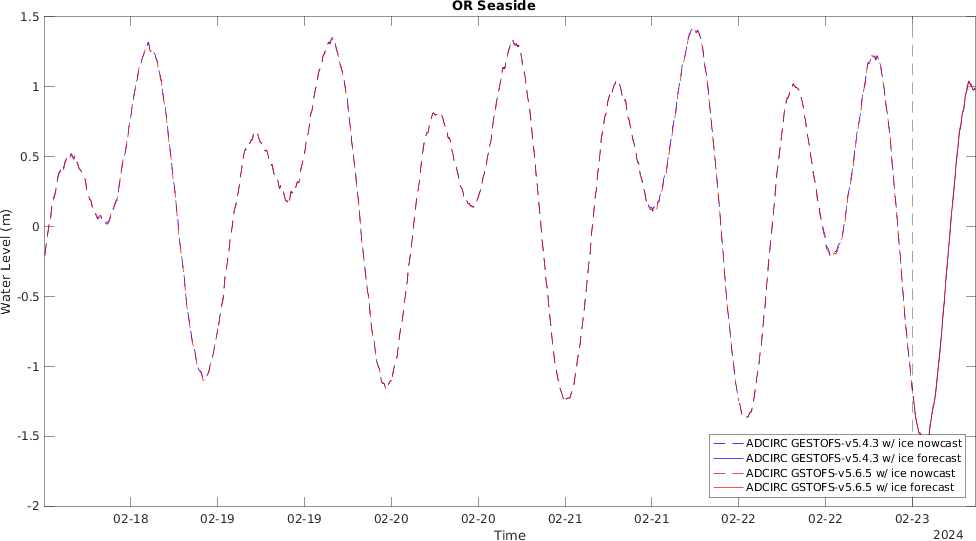 OR Seaside
1.5
1
0.5
0
-0.5
-1
-1.5
-2
Water Level (m)
ADCIRC GESTOFS-v5.4.3 w/ ice nowcast
ADCIRC GESTOFS-v5.4.3 w/ ice forecast
ADCIRC GSTOFS-v5.6.5 w/ ice nowcast
ADCIRC GSTOFS-v5.6.5 w/ ice forecast
02-18 02-19 02-19 02-20 02-20 02-21 02-21 02-22 02-22 02-23
Time
2024